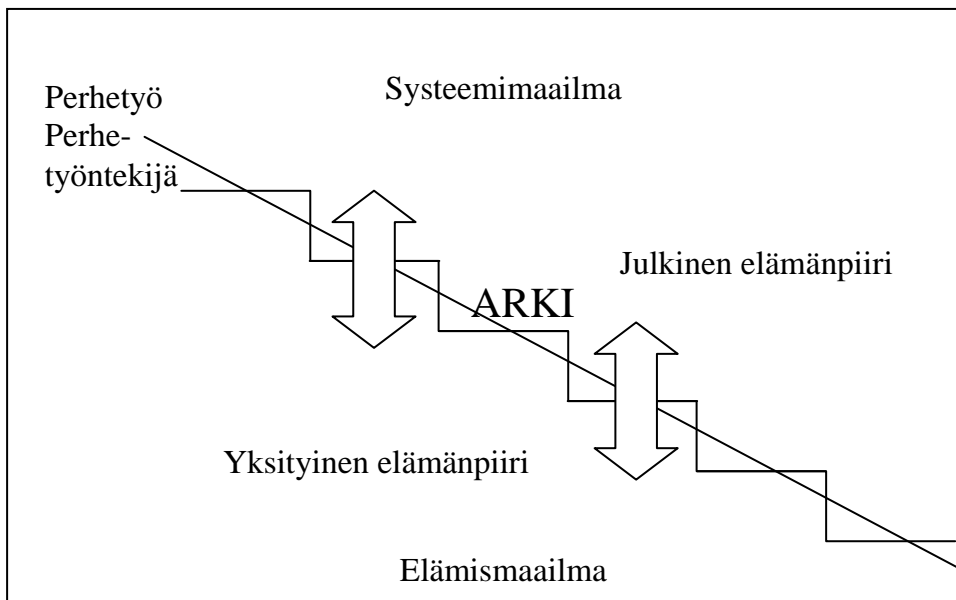 Systeemimaailma
Perhetyö
Perhe-
työntekijä
Julkinen elämänpiiri
ARKI
Yksityinen elämänpiiri
Elämismaailma